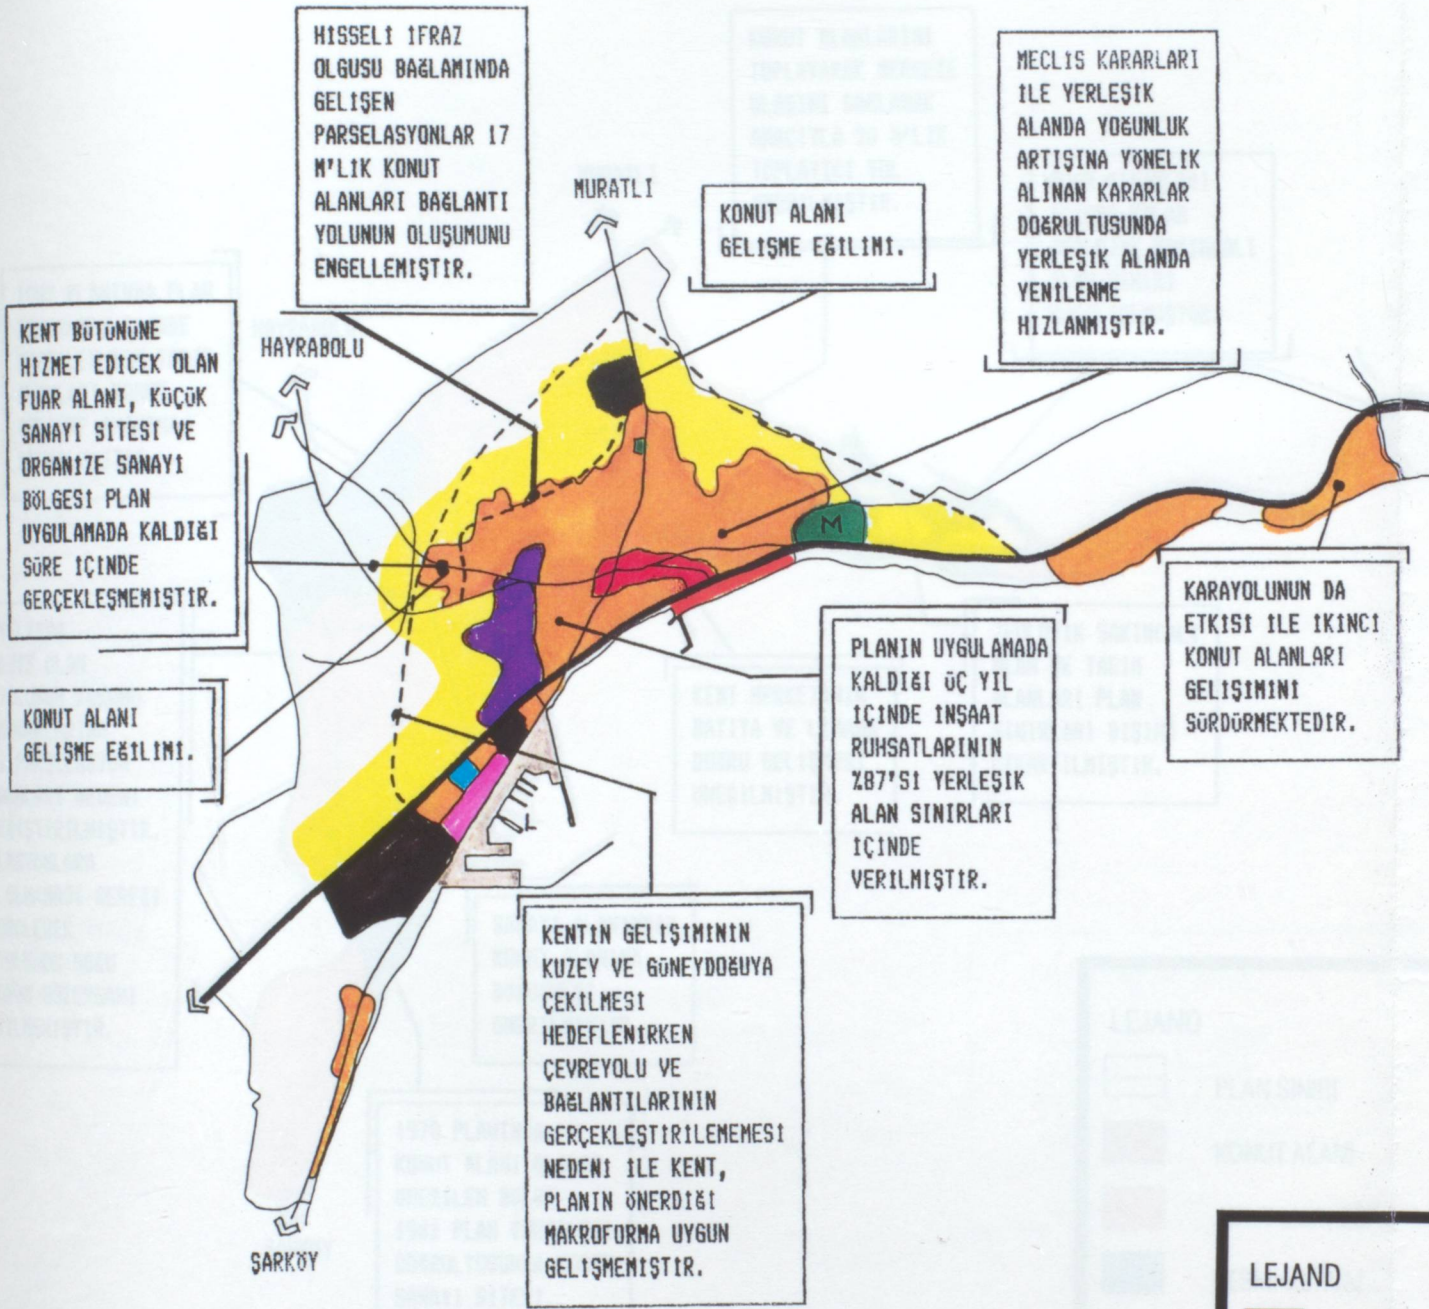 HİSSELİ İFRAZ
OLGUSU BAĞLAMINDA
GELİŞEN
PARSELASYONLAR 17
M'LİK KONUT
ALANLARI BAĞLANTI
YOLUNUN OLUŞUMUNU
ENGELLEMİŞTİR.
MURATLI
KONUT ALANI
GELİŞME EĞİLİMİ.
MECLİS KARARLARI
İLE YERLEŞİK
ALANDA YOĞUNLUK
ARTIŞINA YÖNELİK
ALINAN KARARLAR
DOĞRULTUSUNDA
YERLEŞİK ALANDA
YENİLENME
HIZLANMIŞTIR.
HAYRABOLU
KENT BÜTÜNÜNE
HİZMET EDİCEK OLAN
FUAR ALANI, KÜÇÜK
SANAYİ SİTESİ VE
ORGANİZE SANAYİ
BÖLGESİ PLAN
UYGULAMADA KALDIĞI
SÜRE İÇİNDE
GERÇEKLEŞMEMİŞTİR.
M
KONUT ALANI
GELİŞME EĞİLİMİ.
PLANIN UYGULAMADA
KALDIĞI ÜÇ YIL
İÇİNDE İNŞAAT
RUHSATLARININ
%87'Sİ YERLEŞİK
ALAN SINIRLARI
İÇİNDE
VERİLMİŞTİR.
KARAYOLUNUN DA
ETKİSİ İLE İKİNCİ
KONUT ALANLARI
GELİŞİMİNİ
SÜRDÜRMEKTEDİR.
KENTİN GELİŞİMİNİN
KUZEY VE GÜNEYDOĞUYA
ÇEKİLMESİ
HEDEFLENİRKEN
ÇEVREYOLU VE
BAĞLANTILARININ
GERÇEKLEŞTİRİLEMEMESİ
NEDENİ İLE KENT,
PLANIN ÖNERDİĞİ
MAKROFORMA UYGUN
GELİŞMEMİŞTİR.
ŞARKÖY
LEJAND
PLAN SINIRI
KONUT ALANI
LEJAND